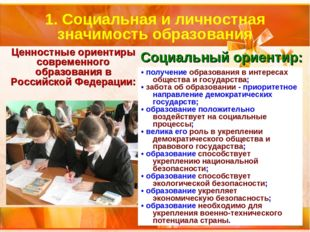 1. Социальная и личностная
значимость образования
Ценностные ориентиры
современного
образования в
Российской Федерации:
Социальный ориентир:
• получение образования в интересах
общества и государства;
• забота об образовании - приоритетное
направление демократических
государств;
• образование положительно
воздействует на социальные
процессы;
• велика его роль в укреплении
демократического общества и
правового государства;
• образование способствует
укреплению национальной
безопасности;
• образование способствует
экологической безопасности;
• образование укрепляет
экономическую безопасность;
• образование необходимо для
укрепления военно-технического
потенциала страны.